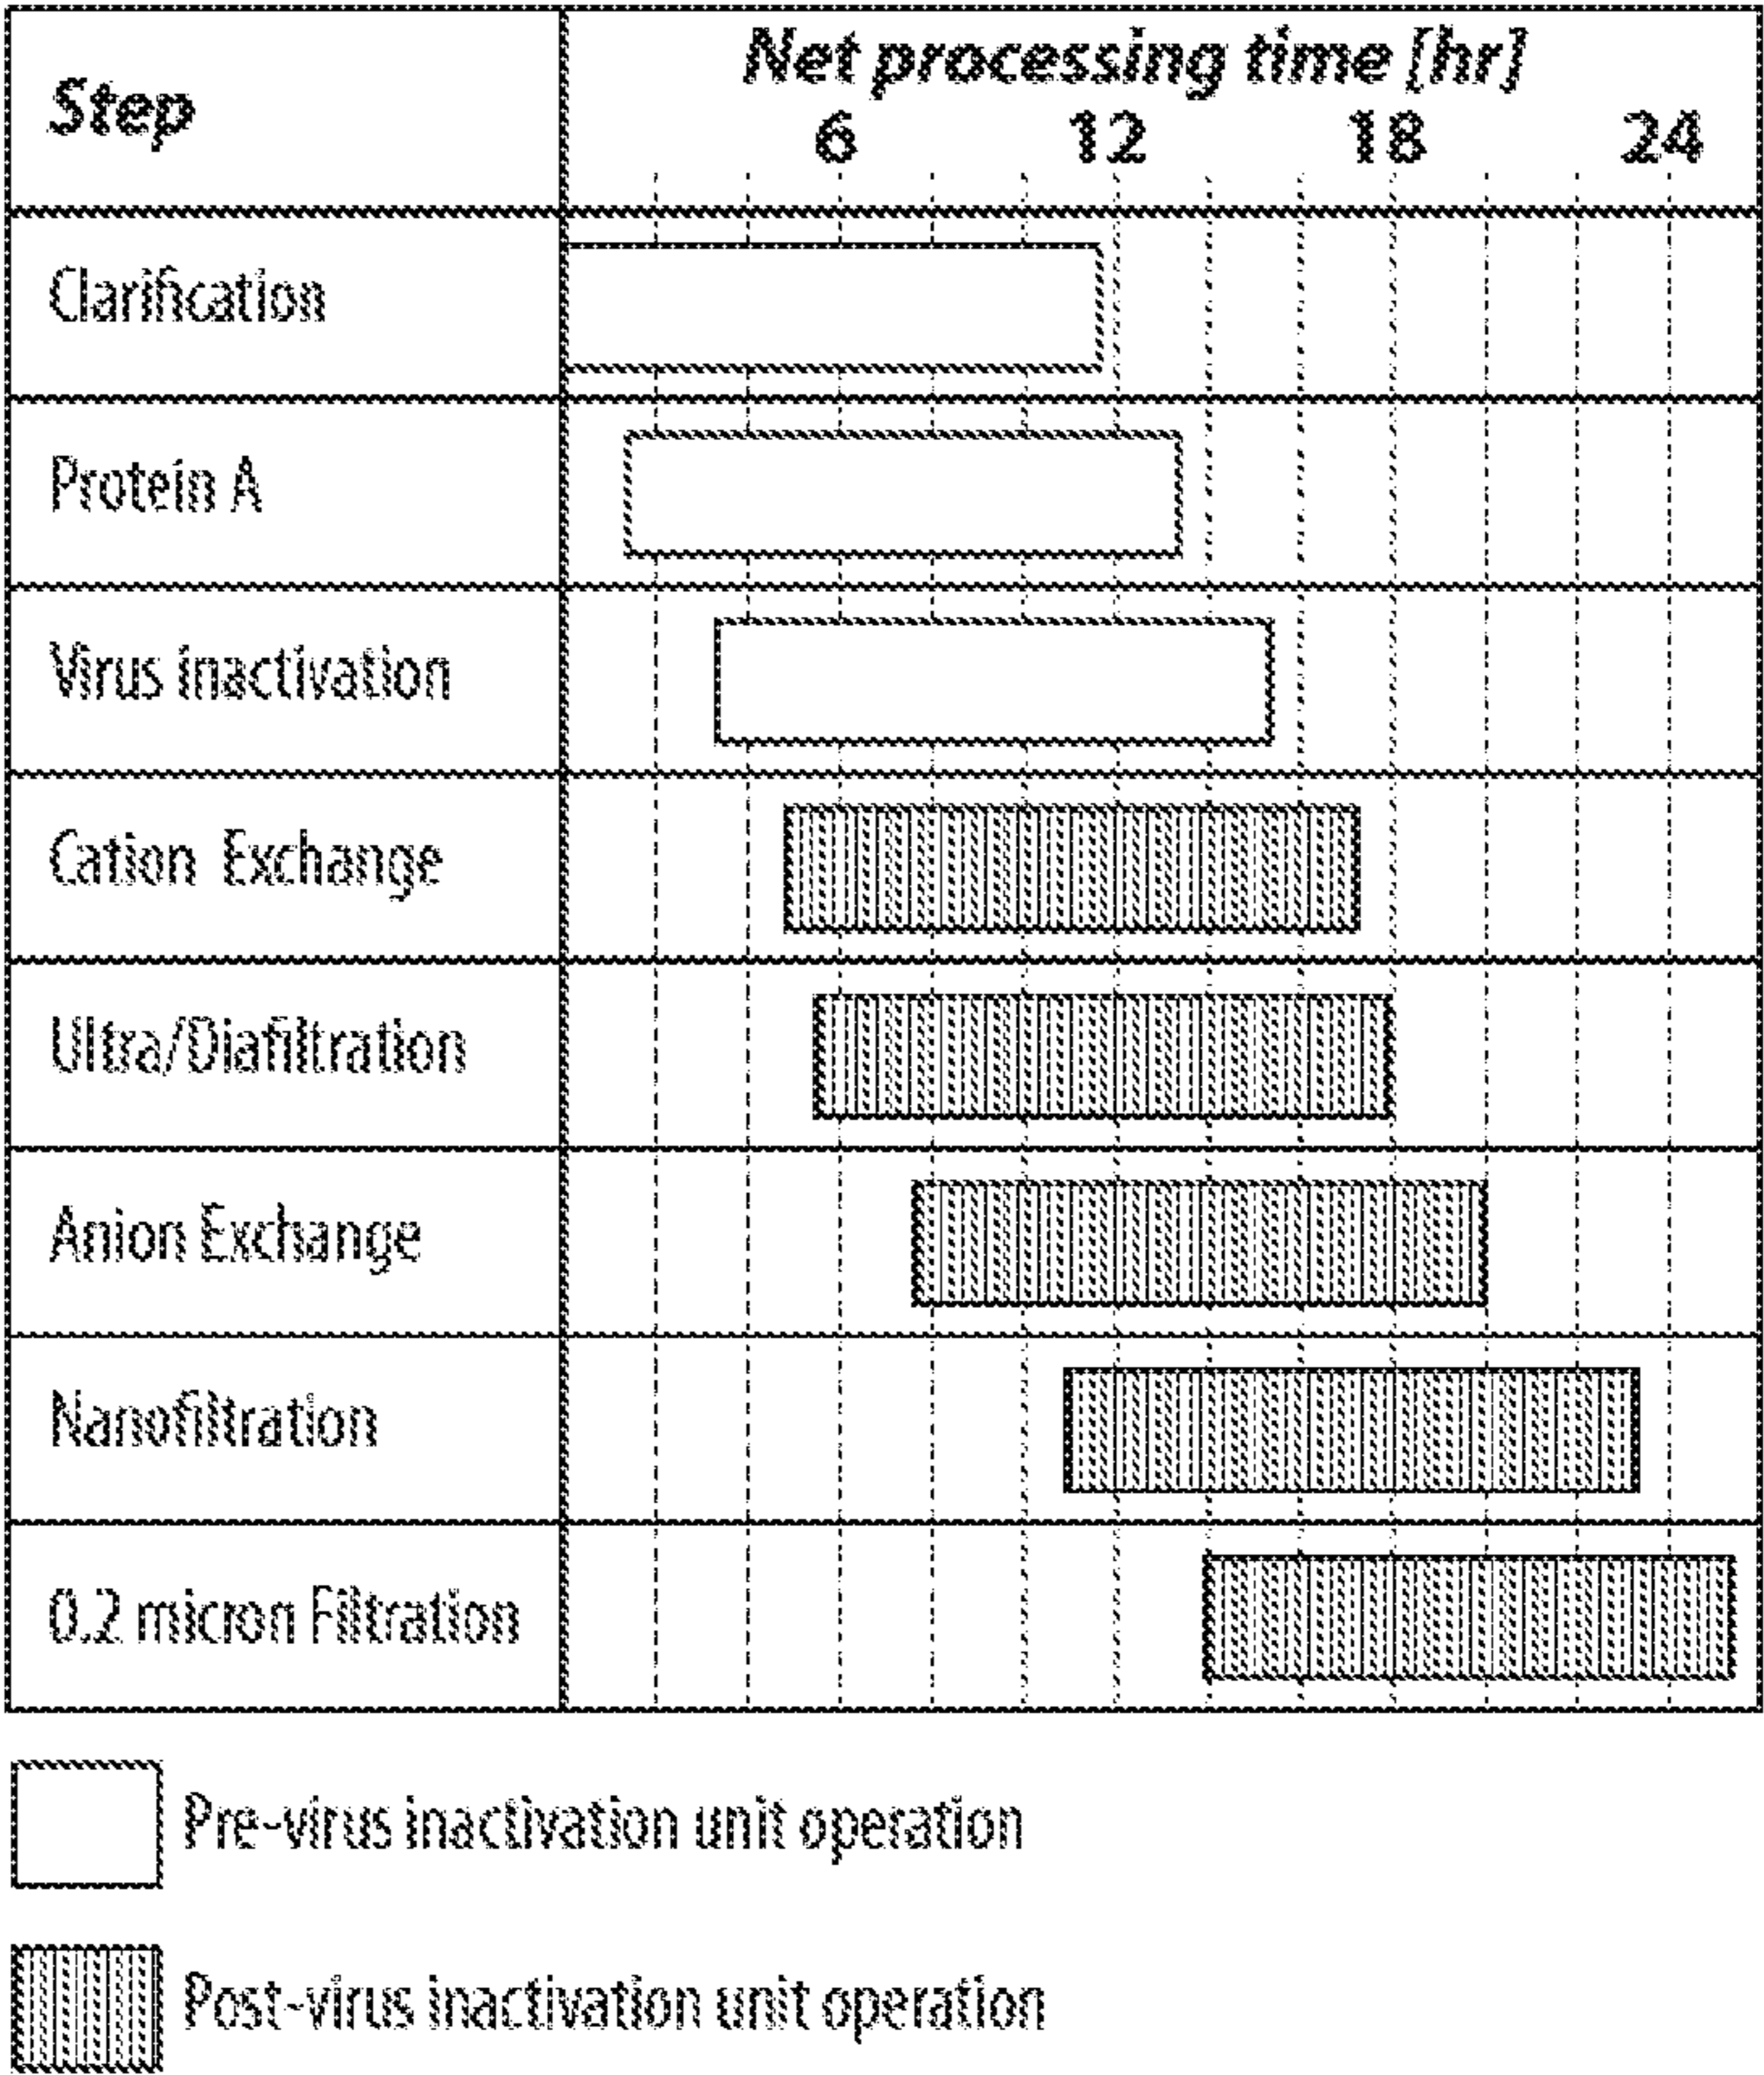 Step
Net processing time [hr]
6 12 18 24
Clarification
Protein A
Virus inactivation
Cation Exchange
Ultra/Diafiltration
Anion Exchange
Nanofiltration
0.2 micron Filtration
Pre-virus inactivation unit operation
Post-virus inactivation unit operation